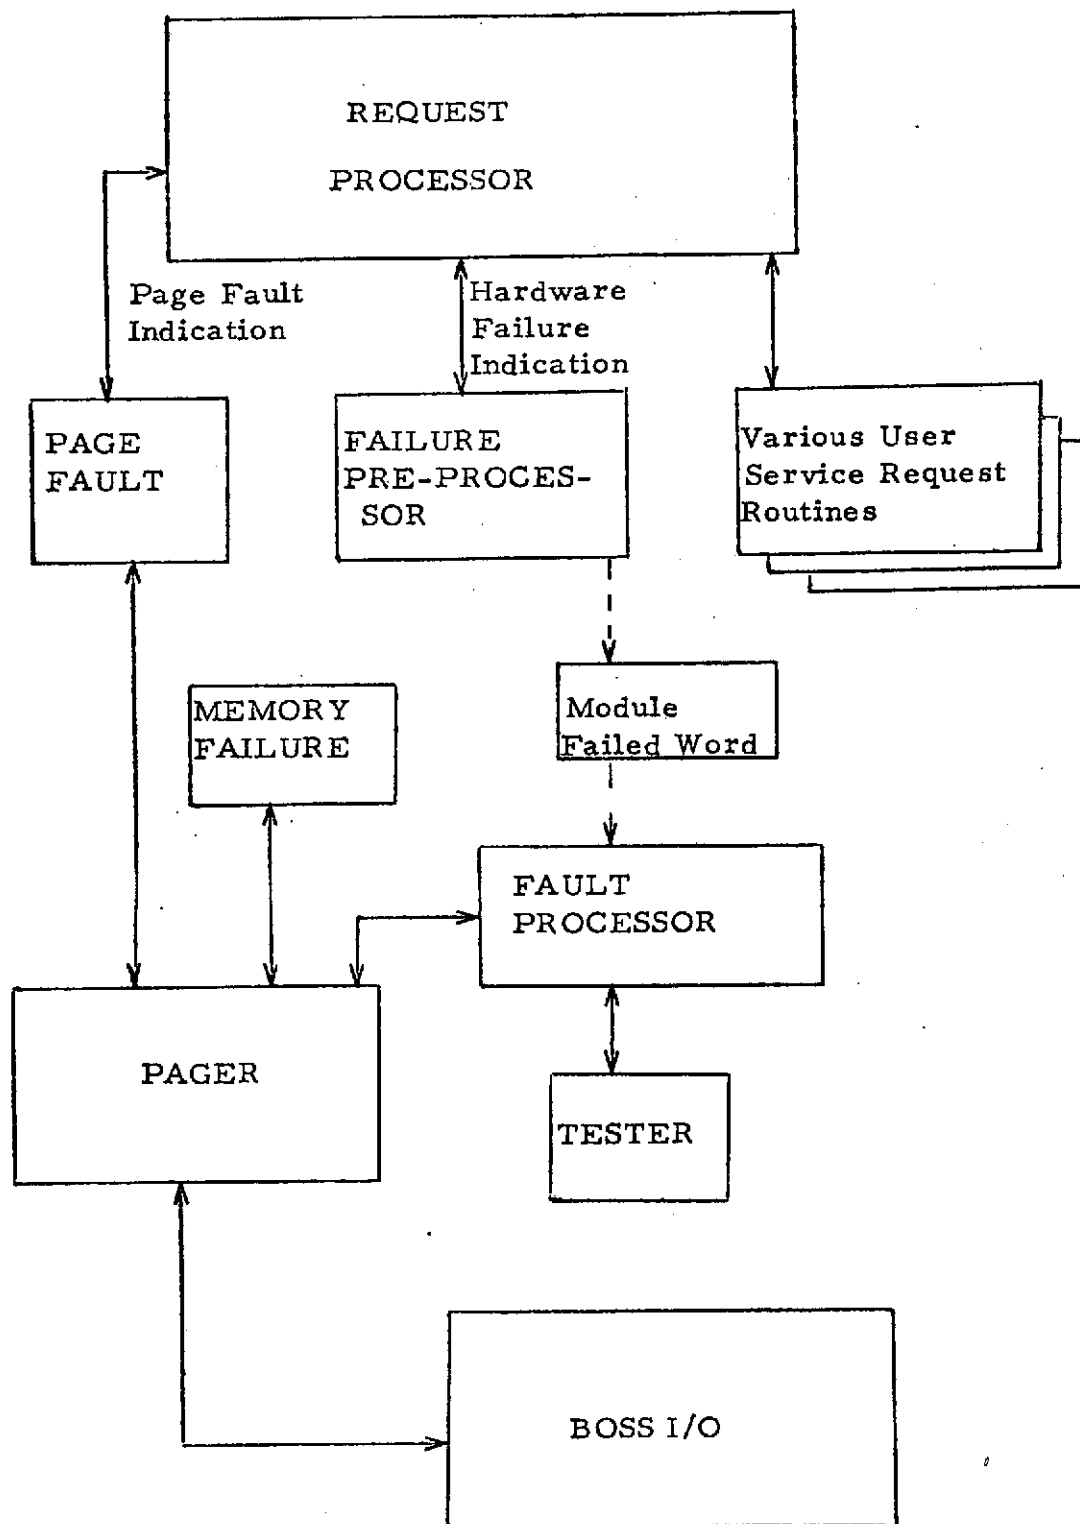 REQUEST
PROCESSOR
Page Fault
Indication
Hardware
Failure
Indication
PAGE
FAULT
FAILURE
PRE-PROCES-
SOR
Various User
Service Request
Routines
MEMORY
FAILURE
Module
Failed Word
FAULT
PROCESSOR
PAGER
TESTER
BOSS I/O